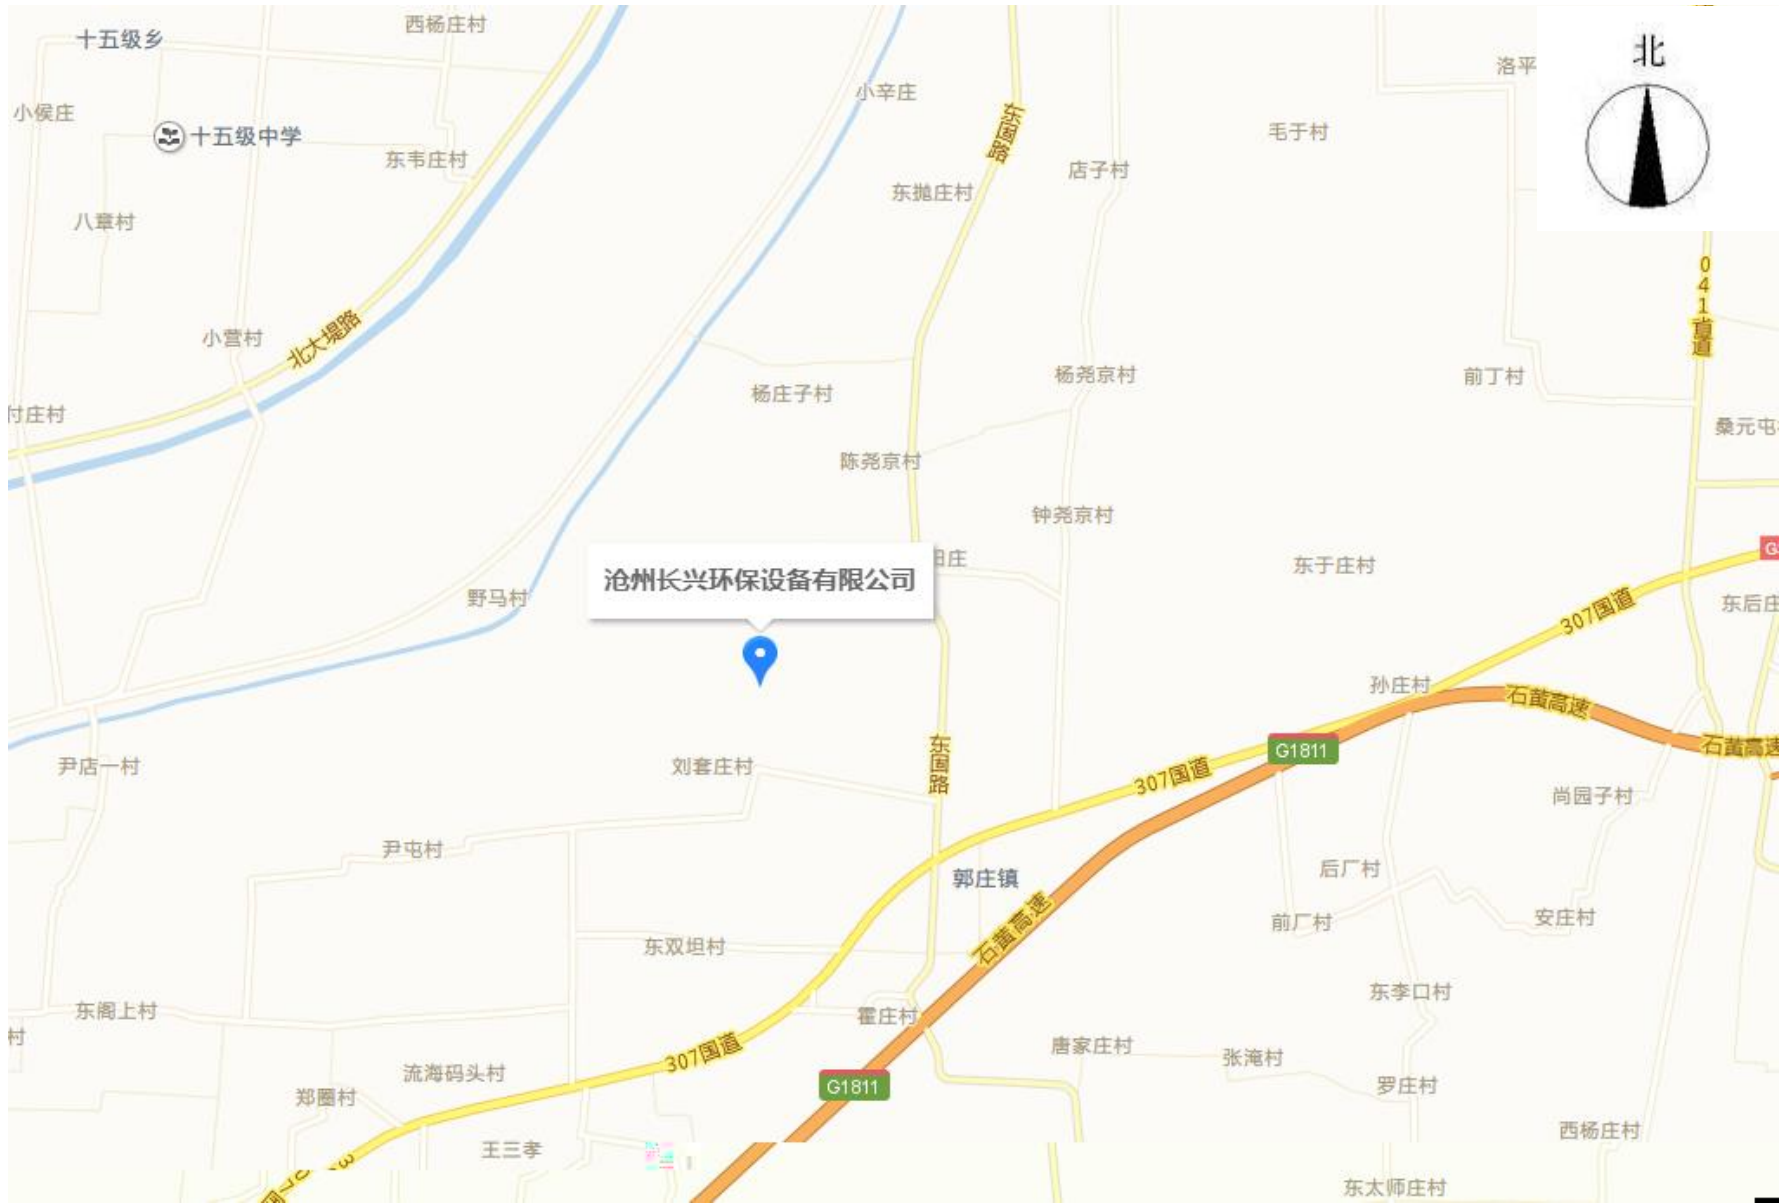 西杨庄村
十五级乡
北
洛平
小辛庄
小侯庄
东固路
毛于村
十五级中学
东韦庄村
店子村
东抛庄村
八章村
041省道
小营村
北大堤路
杨尧京村
前丁村
杨庄子村
付庄村
桑元屯
陈尧京村
钟尧京村
G
田庄
东于庄村
沧州长兴环保设备有限公司
野马村
307国道
东后庄
孙庄村
石黄高速
G1811
石黄高速
东固路
尹店一村
刘套庄村
307国道
尚园子村
尹屯村
郭庄镇
后厂村
石黄高速
前厂村
安庄村
东双坦村
东李口村
东阁上村
霍庄村
村
307国道
唐家庄村
张淹村
流海码头村
G1811
罗庄村
郑圈村
西杨庄村
王三孝
东太师庄村